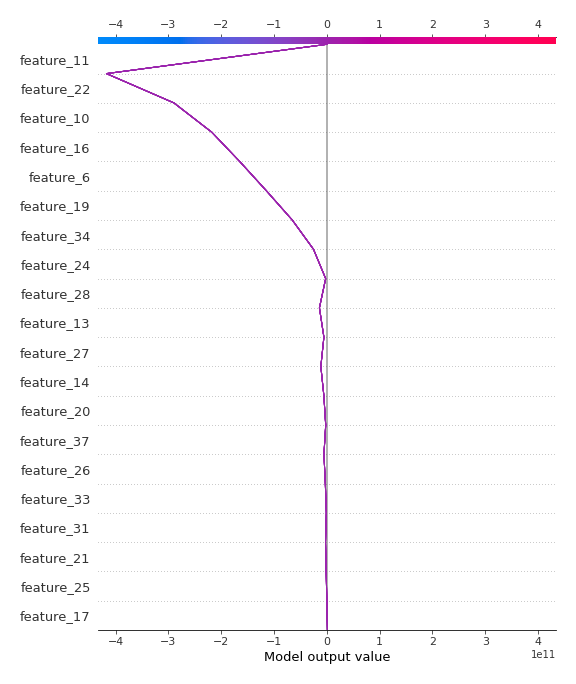 −4 −3 −2 −1 0 1 2 3 4
feature_11
feature_22
feature_10
feature_16
feature_6
feature_19
feature_34
feature_24
feature_28
feature_13
feature_27
feature_14
feature_20
feature_37
feature_26
feature_33
feature_31
feature_21
feature_25
feature_17
−4 −3 −2 −1 0 1 2 3 4
1e11
Model output value